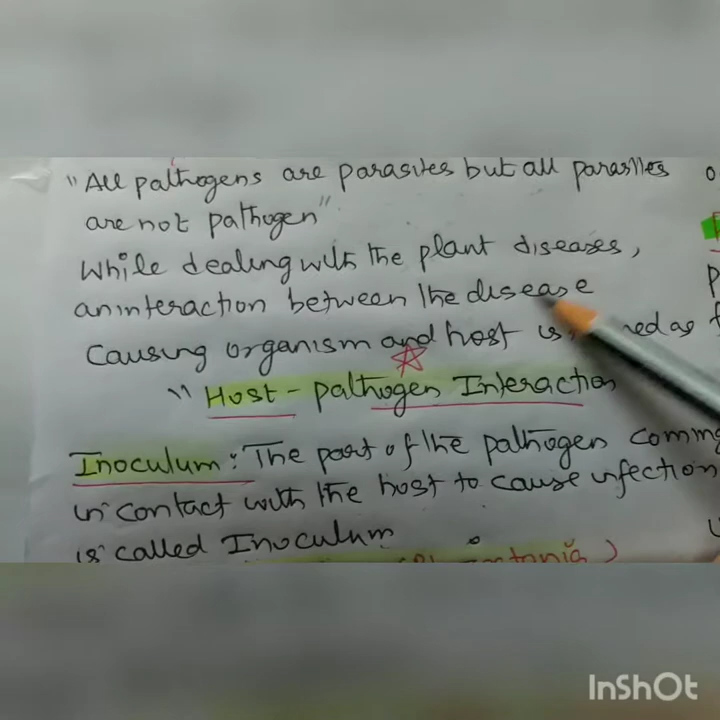 "All pathogens are parasites but all parasites
are not pathogen"
while dealing with the plant diseases,
an interaction between the disease
causing organism and host is
" Host - pathogen Interaction
Inoculum : The part of the pathogen coming
in contact with the host to cause infection
is called Inoculum
InShOt